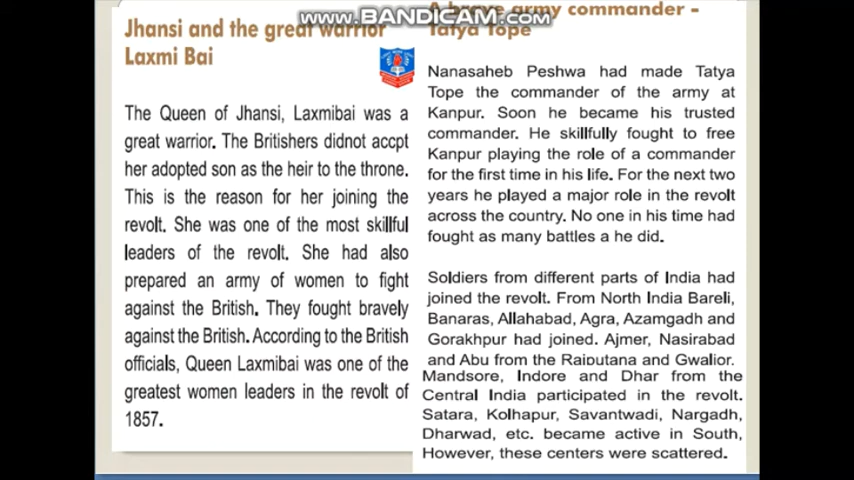 www.BANDICAM.com
Jhansi and the great warrior
Laxmi Bai
The Queen of Jhansi, Laxmibai was a
great warrior. The Britishers didnot accpt
her adopted son as the heir to the throne.
This is the reason for her joining the
revolt. She was one of the most skillful
leaders of the revolt. She had also
prepared an army of women to fight
against the British. They fought bravely
against the British. According to the British
officials, Queen Laxmibai was one of the
greatest women leaders in the revolt of
1857.
A brave army commander -
Tatya Tope
Nanasaheb Peshwa had made Tatya
Tope the commander of the army at
Kanpur. Soon he became his trusted
commander. He skillfully fought to free
Kanpur playing the role of a commander
for the first time in his life. For the next two
years he played a major role in the revolt
across the country. No one in his time had
fought as many battles a he did.
Soldiers from different parts of India had
joined the revolt. From North India Bareli,
Banaras, Allahabad, Agra, Azamgadh and
Gorakhpur had joined. Ajmer, Nasirabad
and Abu from the Rajputana and Gwalior.
Mandsore, Indore and Dhar from the
Central India participated in the revolt.
Satara, Kolhapur, Savantwadi, Nargadh,
Dharwad, etc. became active in South,
However, these centers were scattered.